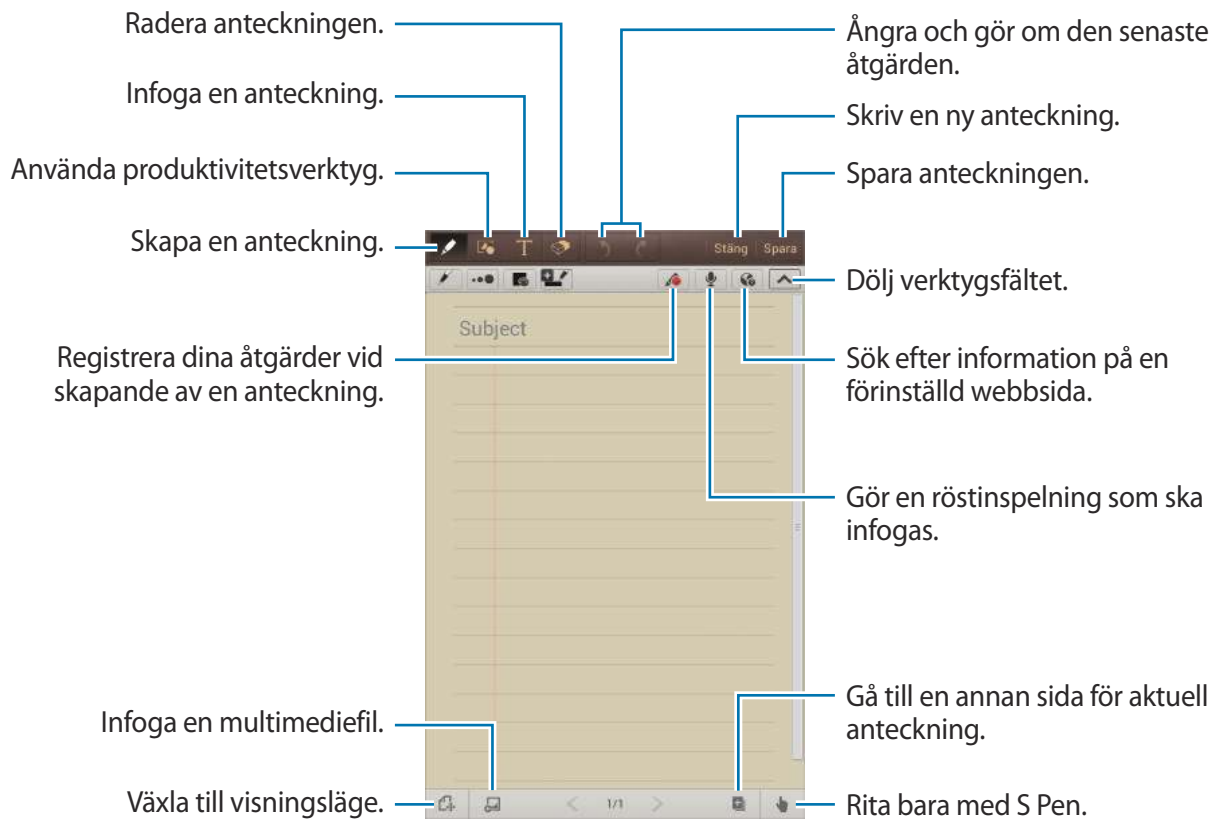 Radera anteckningen.
Infoga en anteckning.
Använda produktivitetsverktyg.
Skapa en anteckning.
Registrera dina åtgärder vid
skapande av en anteckning.
Infoga en multimediefil.
Växla till visningsläge.
T
Stäng
Spara
Subject
1/1
Ångra och gör om den senaste
åtgärden.
Skriv en ny anteckning.
Spara anteckningen.
Dölj verktygsfältet.
Sök efter information på en
förinställd webbsida.
Gör en röstinspelning som ska
infogas.
Gå till en annan sida för aktuell
anteckning.
Rita bara med S Pen.